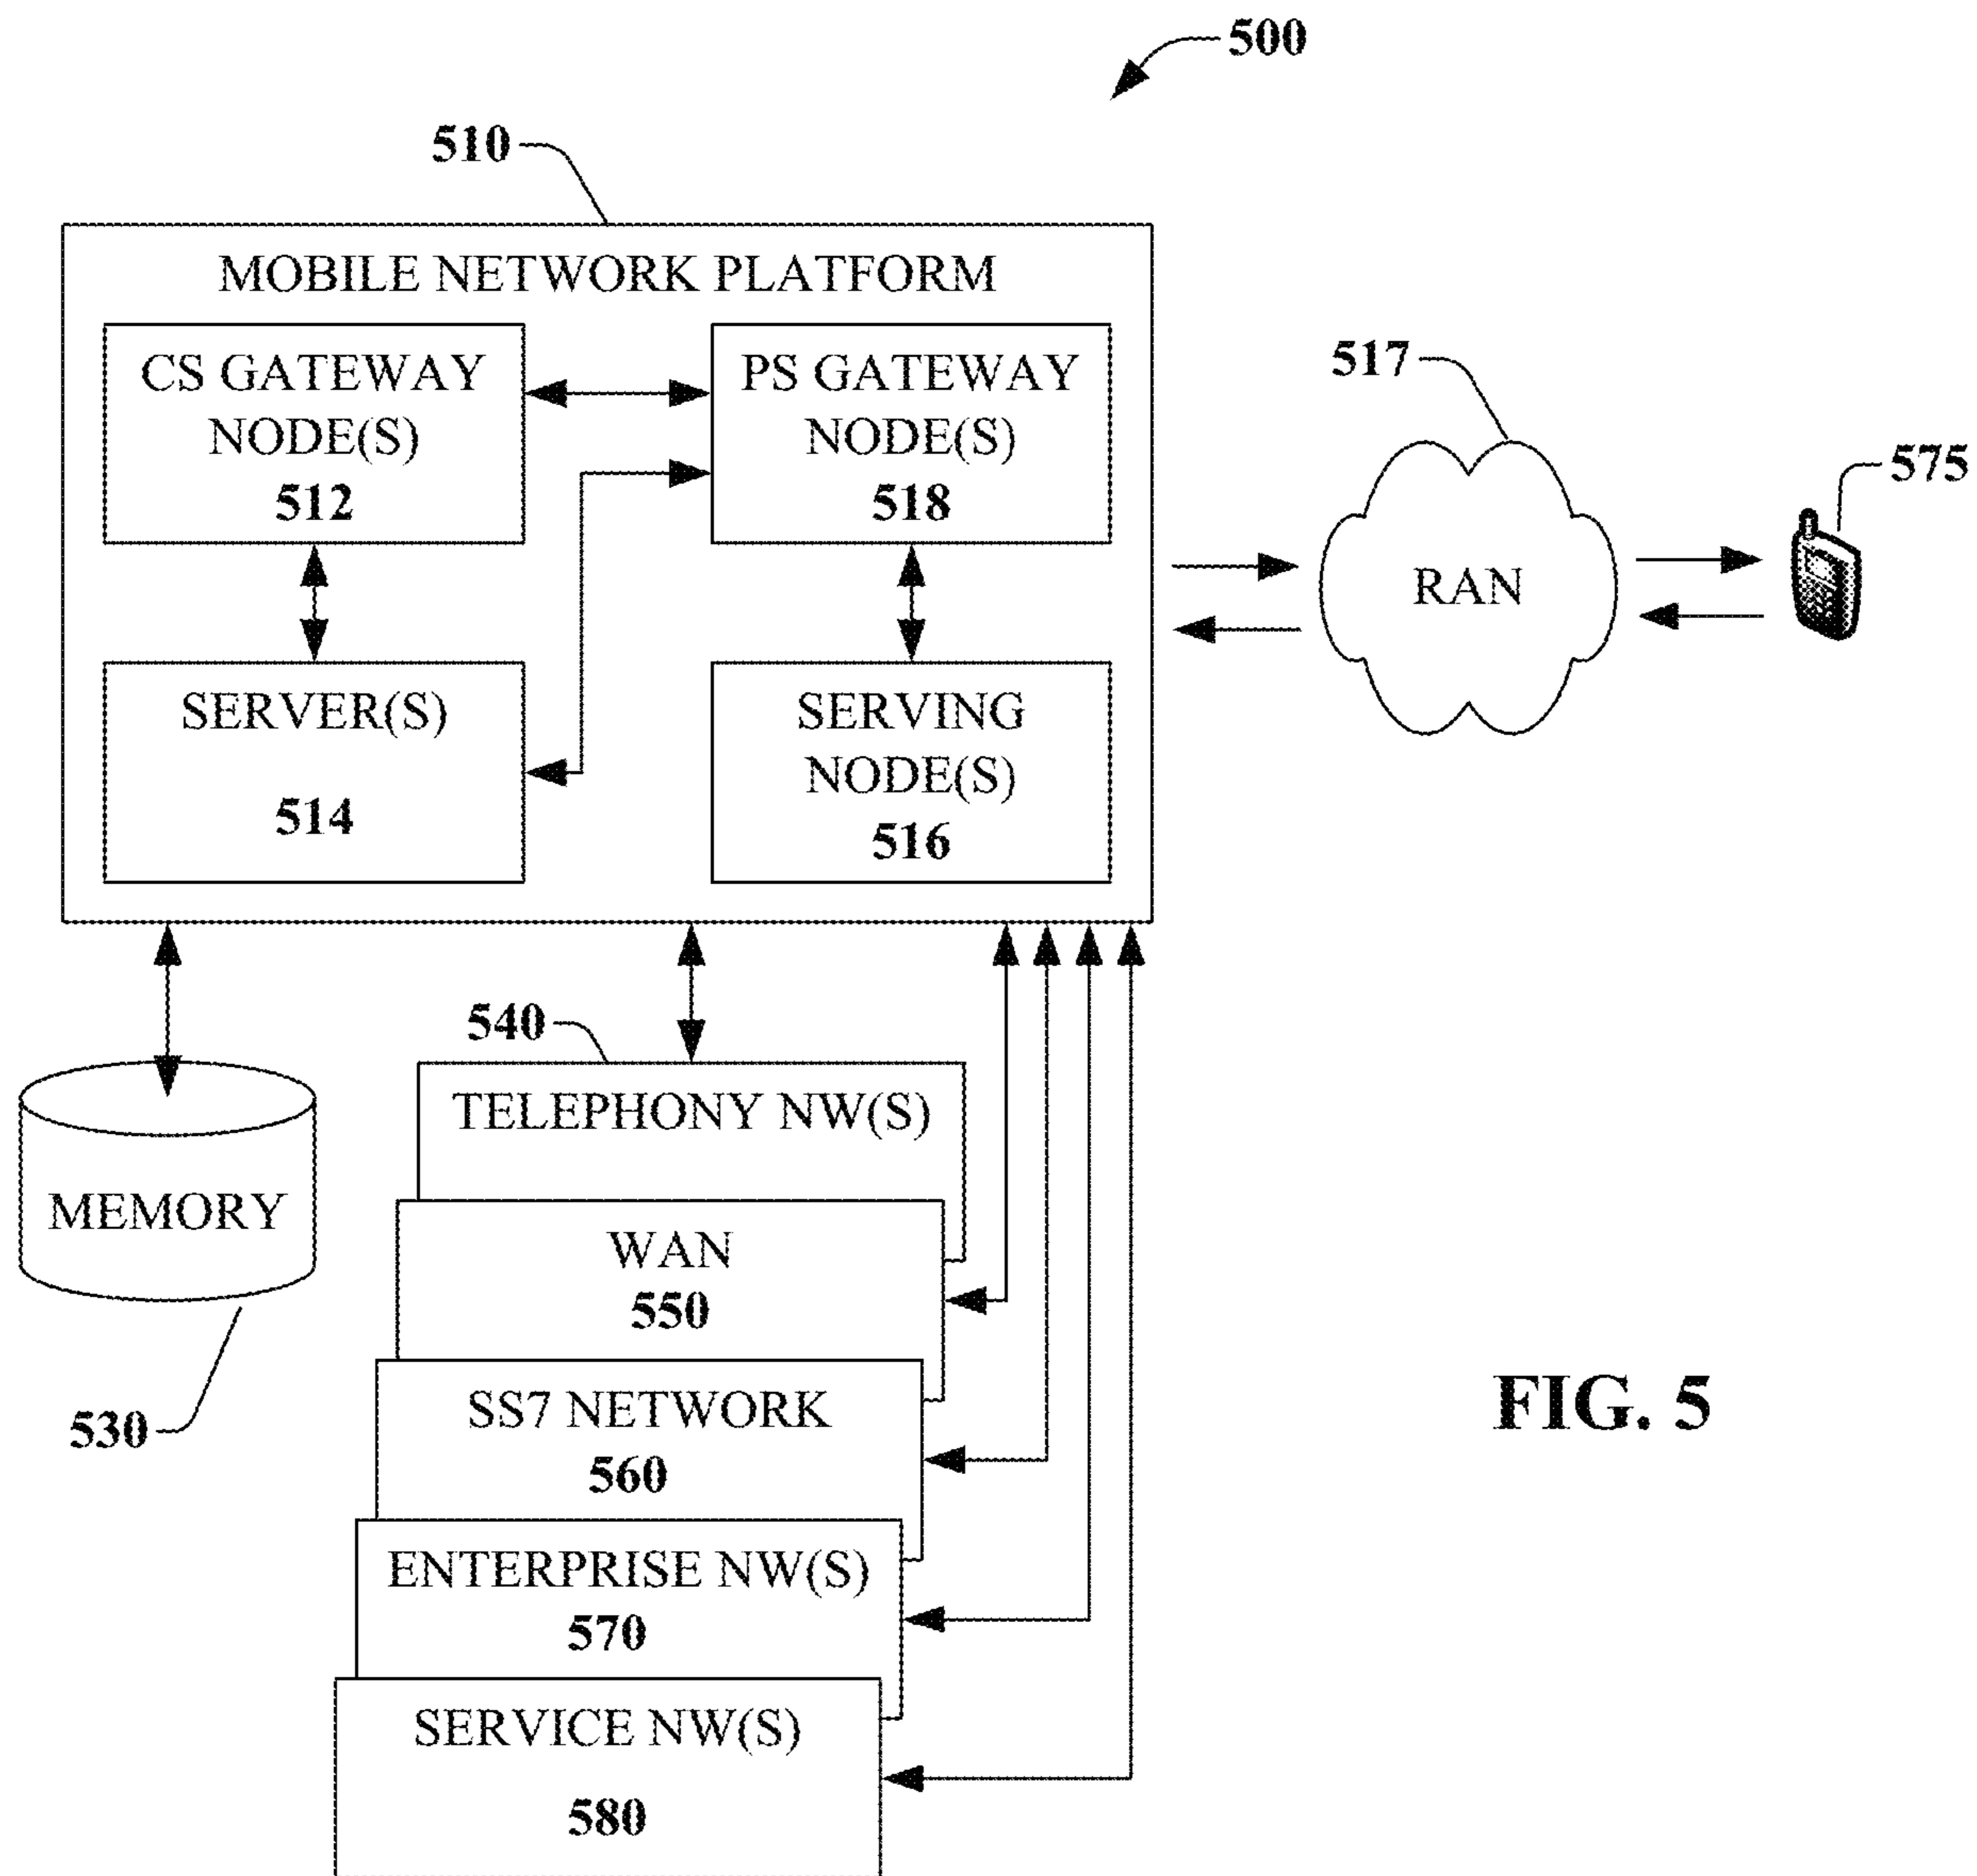 500
510
MOBILE NETWORK PLATFORM
CS GATEWAY
NODE(S)
512
PS GATEWAY
NODE(S)
518
SERVER(S)
514
SERVING
NODE(S)
516
517
RAN
575
540
TELEPHONY NW(S)
MEMORY
530
WAN
550
SS7 NETWORK
560
ENTERPRISE NW(S)
570
SERVICE NW(S)
580
FIG. 5